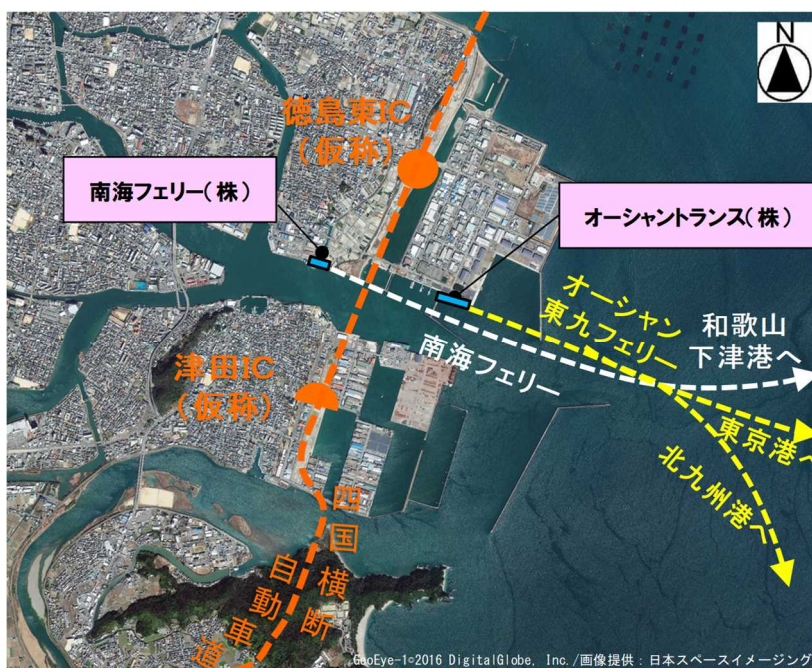 N
徳島東IC
(仮称)
南海フェリー(株)
オーシャントランス(株)
オーシャン
東九フェリー
和歌山
下津港へ
南海フェリー
津田IC
(仮称)
東京港へ
北九州港へ
四国横断
自動車道
GeoEye-1©2016 DigitalGlobe, Inc./画像提供：日本スペースイメージング